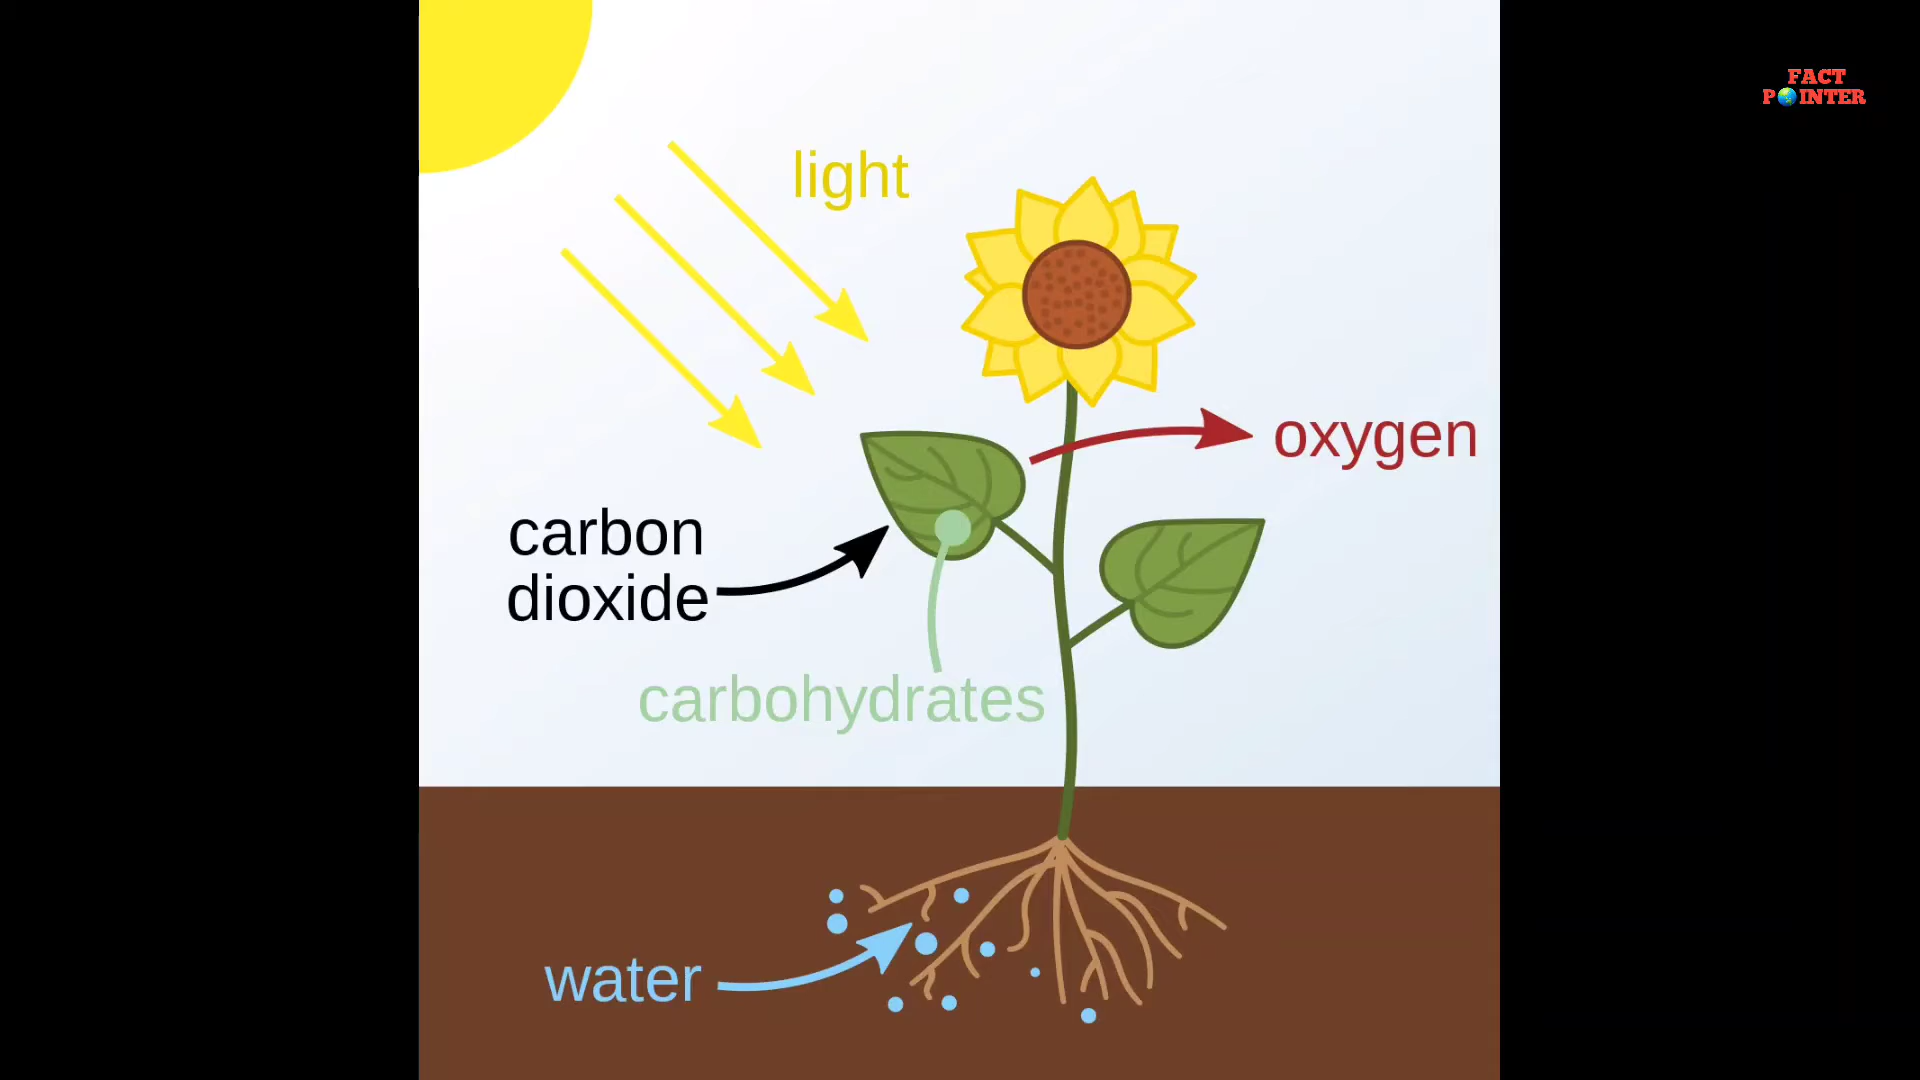 FACT
POINTER
light
oxygen
carbon
dioxide
carbohydrates
water